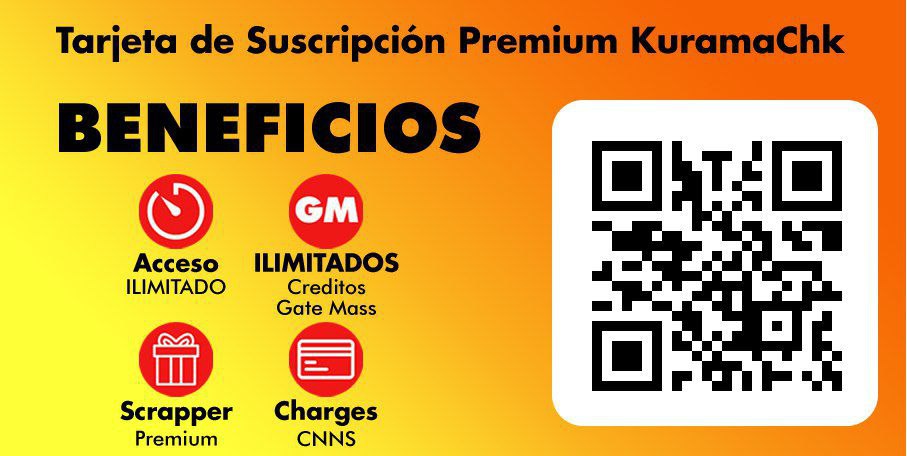 Tarjeta de Suscripción Premium KuramaChk
BENEFICIOS
GM
Acceso
ILIMITADO
ILIMITADOS
Creditos
Gate Mass
Scrapper
Premium
Charges
CNNS